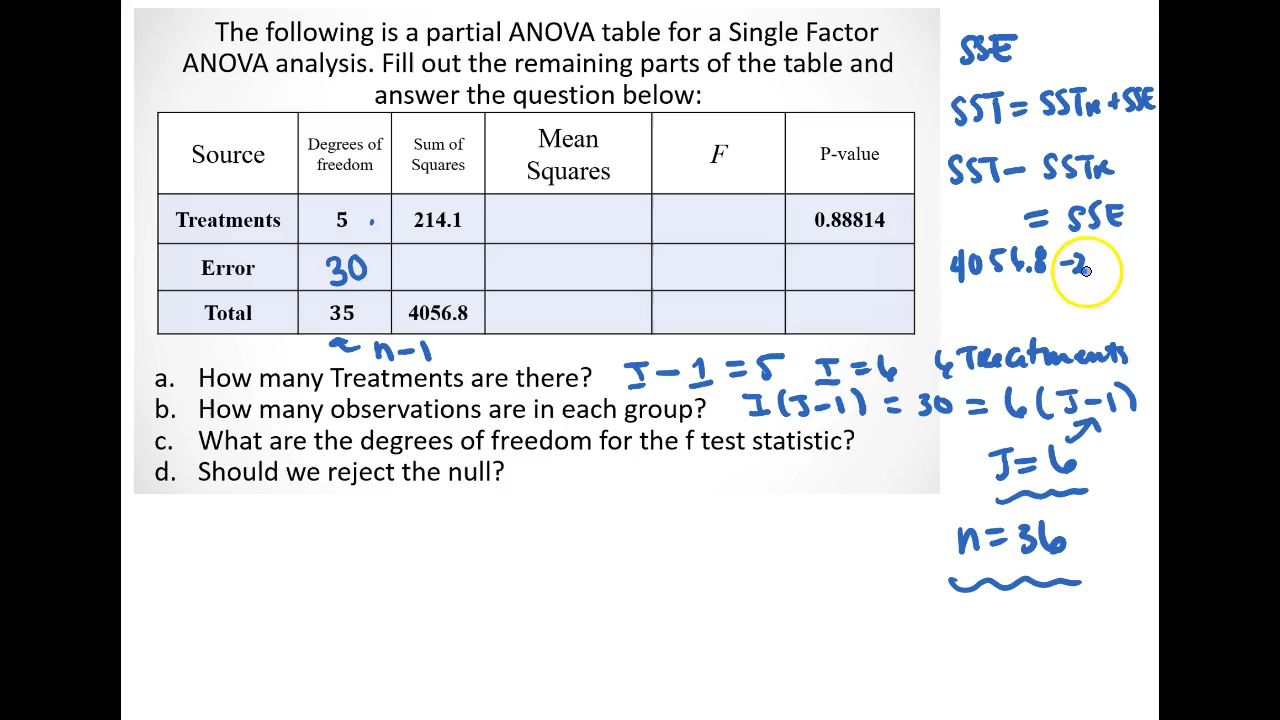 The following is a partial ANOVA table for a Single Factor
ANOVA analysis. Fill out the remaining parts of the table and
answer the question below:
Source Degrees of freedom Sum of Squares Mean Squares F P-value
Treatments 5 214.1 0.88814
Error 30
Total 35 4056.8
n-1
a. How many Treatments are there? I - 1 = 5 I = 6 6 Treatments
b. How many observations are in each group? I(J-1) = 30 = 6(J-1)
c. What are the degrees of freedom for the f test statistic?
d. Should we reject the null?
SSE
SST = SSTr + SSE
SST - SSTr
= SSE
4056.8 -2
J = 6
n = 36